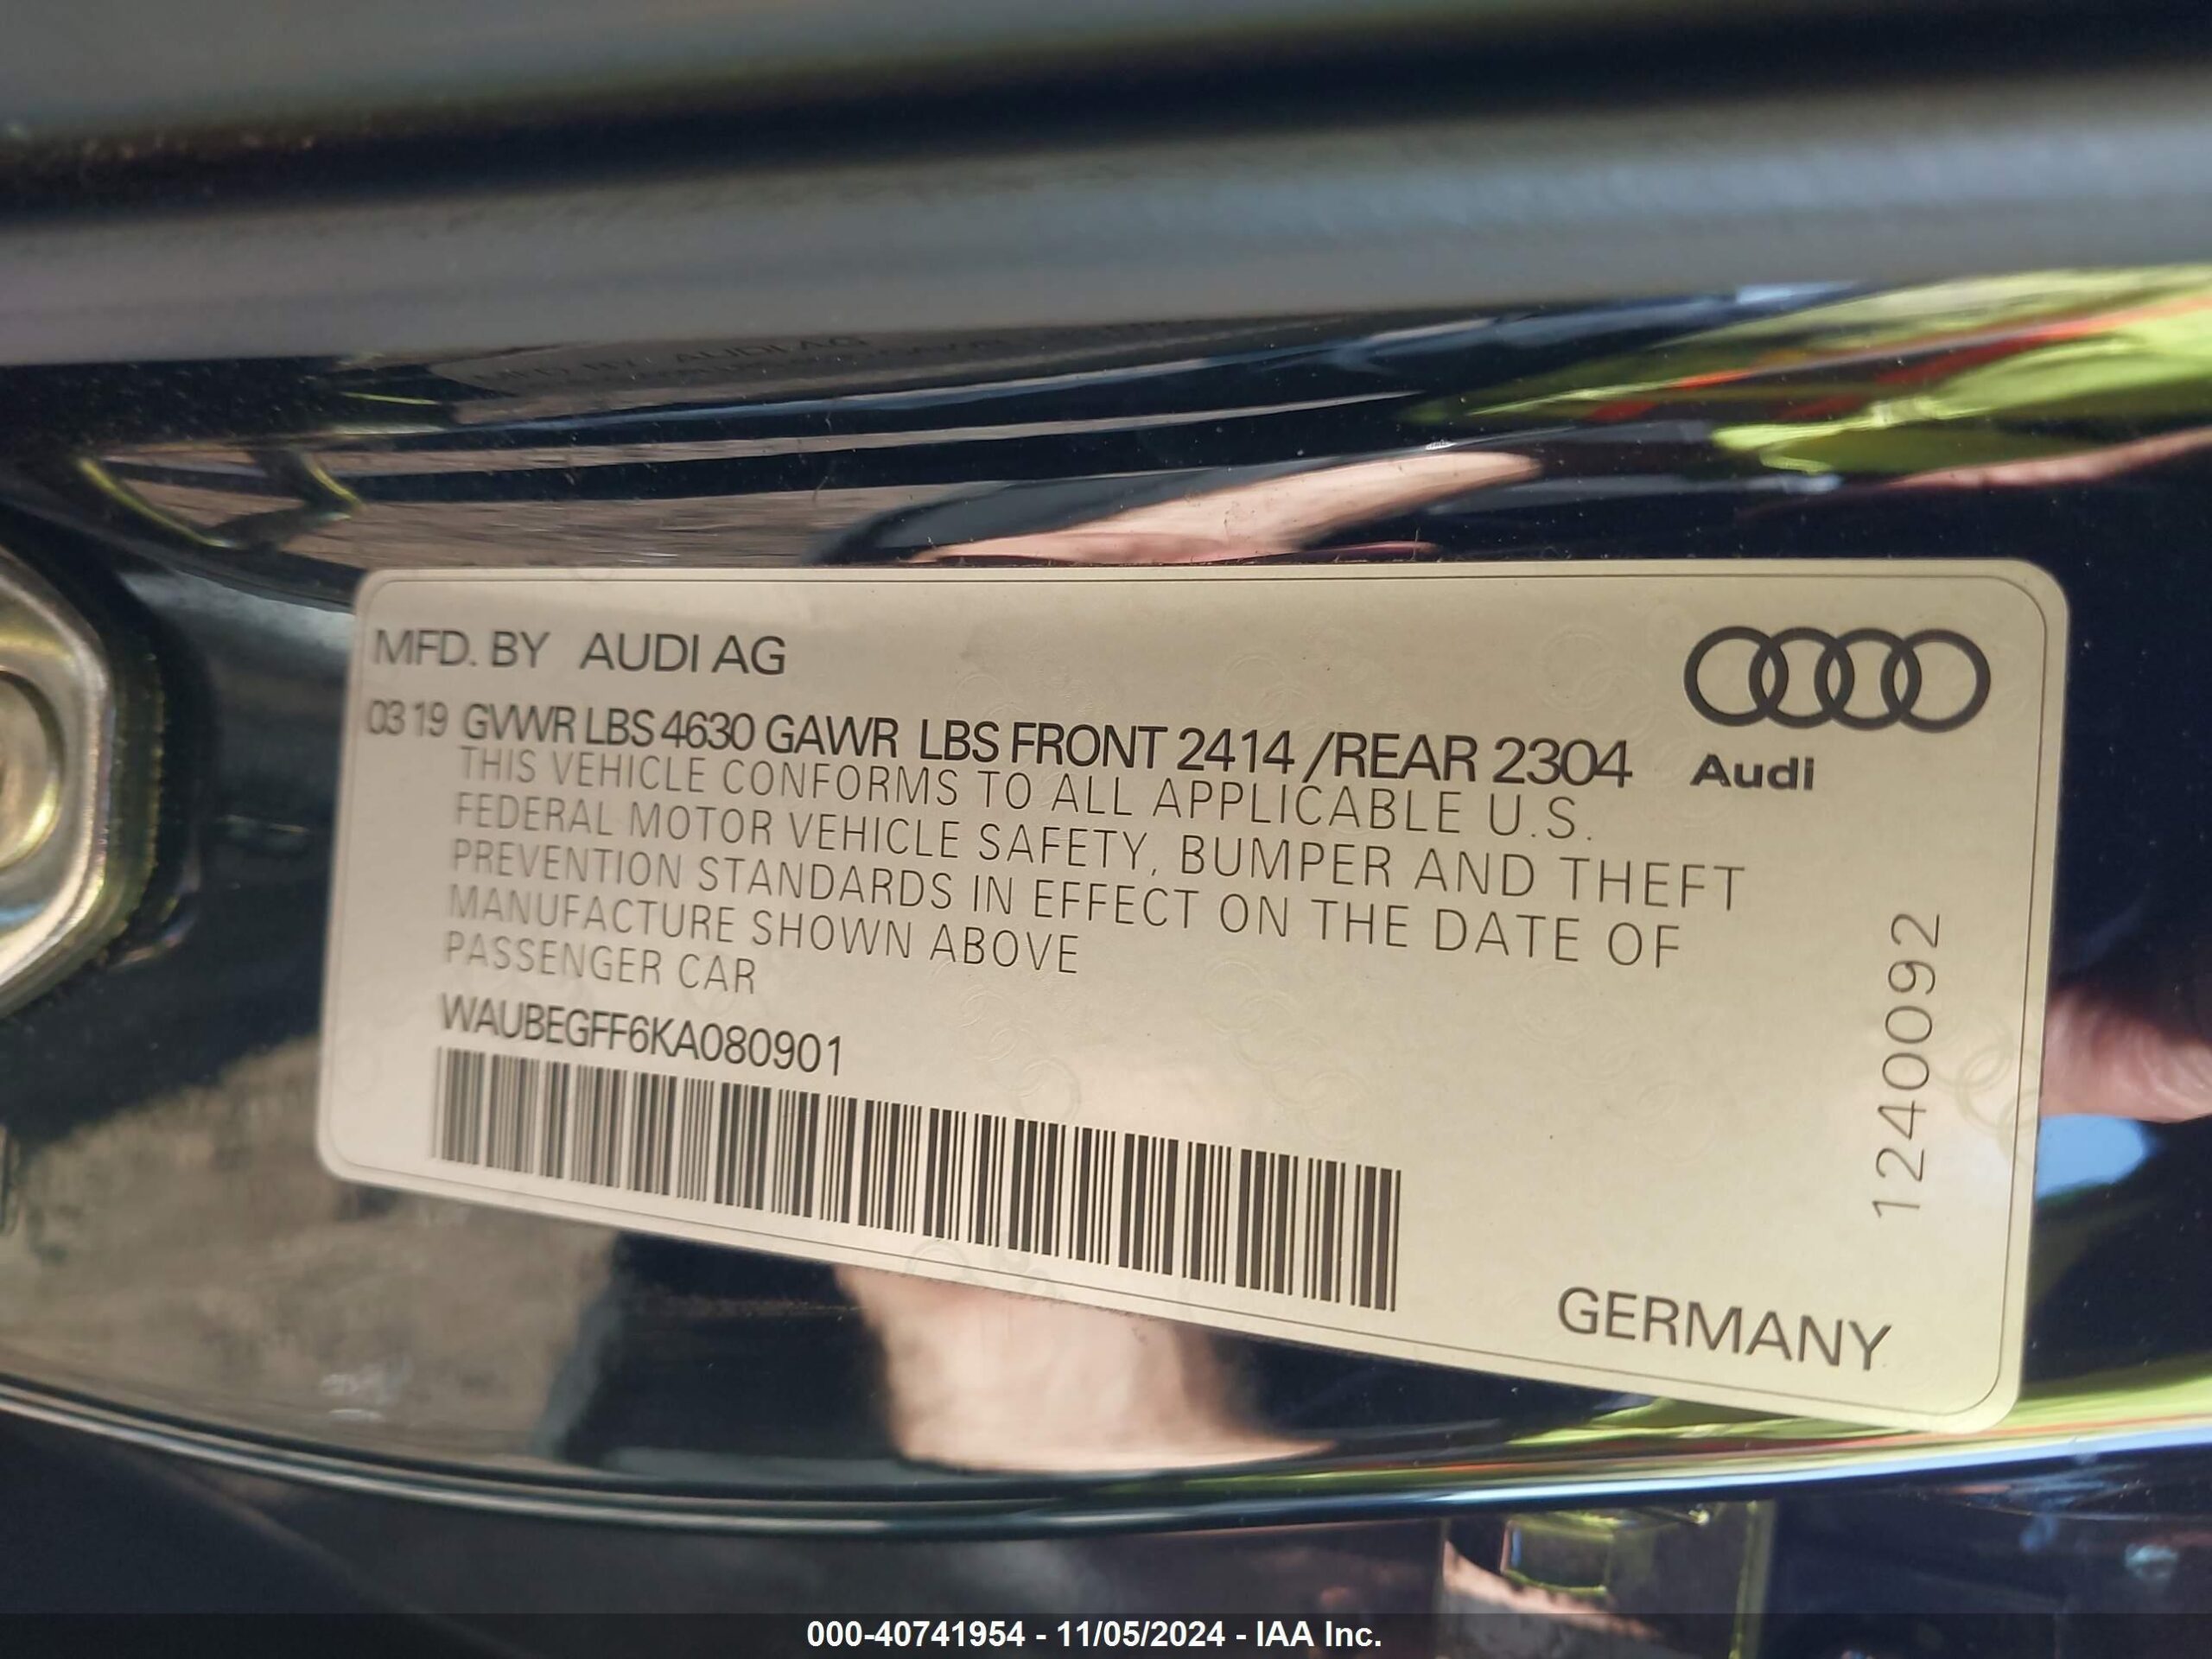 MFD. BY AUDI AG
0319 GVWR LBS 4630 GAWR LBS FRONT 2414 /REAR 2304
Audi
THIS VEHICLE CONFORMS TO ALL APPLICABLE U.S.
FEDERAL MOTOR VEHICLE SAFETY, BUMPER AND THEFT
PREVENTION STANDARDS IN EFFECT ON THE DATE OF
MANUFACTURE SHOWN ABOVE
PASSENGER CAR
WAUBEGFF6KA080901
1240092
GERMANY
000-40741954 - 11/05/2024 - IAA Inc.